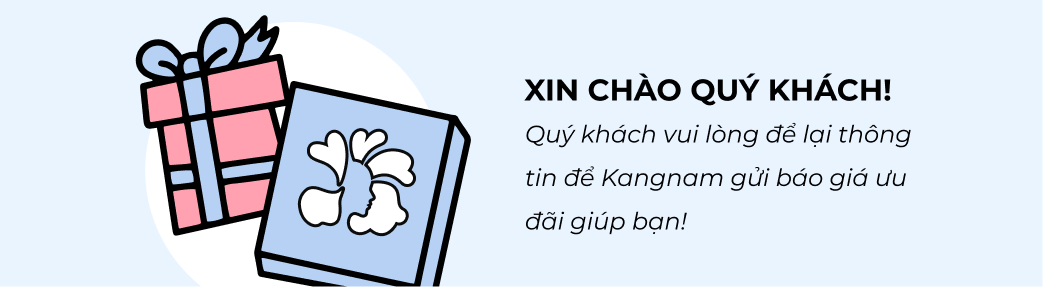 XIN CHÀO QUÝ KHÁCH!
Quý khách vui lòng để lại thông
tin để Kangnam gửi báo giá ưu
đãi giúp bạn!